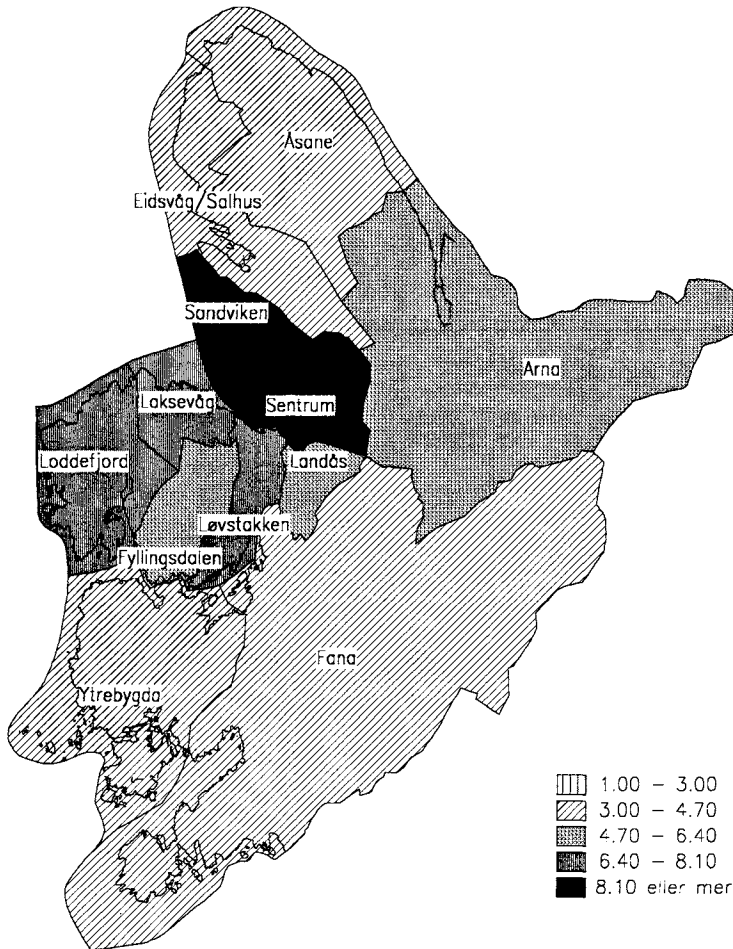 Åsane
Eidsvåg/Salhus
Sandviken
Arna
Laksevåg
Sentrum
Loddefjord
Landås
Løvstakken
Fyllingsdalen
Fana
Ytrebygda
1.00 – 3.00
3.00 – 4.70
4.70 – 6.40
6.40 – 8.10
8.10 eller mer